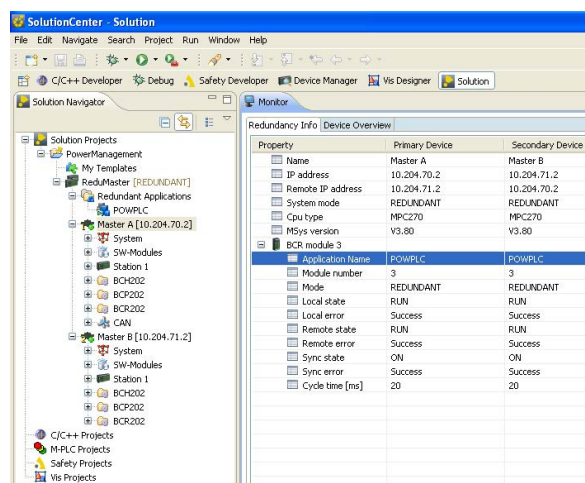 SolutionCenter - Solution
File Edit Navigate Search Project Run Window Help
C/C++ Developer Debug Safety Developer Device Manager Vis Designer Solution
Solution Navigator
Solution Projects
PowerManagement
My Templates
ReduMaster [REDUNDANT]
Redundant Applications
POWPLC
Master A [10.204.70.2]
System
SW-Modules
Station 1
BCH202
BCP202
BCR202
CAN
Master B [10.204.71.2]
System
SW-Modules
Station 1
BCH202
BCP202
BCR202
C/C++ Projects
M-PLC Projects
Safety Projects
Vis Projects
Monitor
Redundancy Info Device Overview
Property Primary Device Secondary Device
Name Master A Master B
IP address 10.204.70.2 10.204.71.2
Remote IP address 10.204.71.2 10.204.70.2
System mode REDUNDANT REDUNDANT
Cpu type MPC270 MPC270
MSys version V3.80 V3.80
BCR module 3
Application Name POWPLC POWPLC
Module number 3 3
Mode REDUNDANT REDUNDANT
Local state RUN RUN
Local error Success Success
Remote state RUN RUN
Remote error Success Success
Sync state ON ON
Sync error Success Success
Cycle time [ms] 20 20